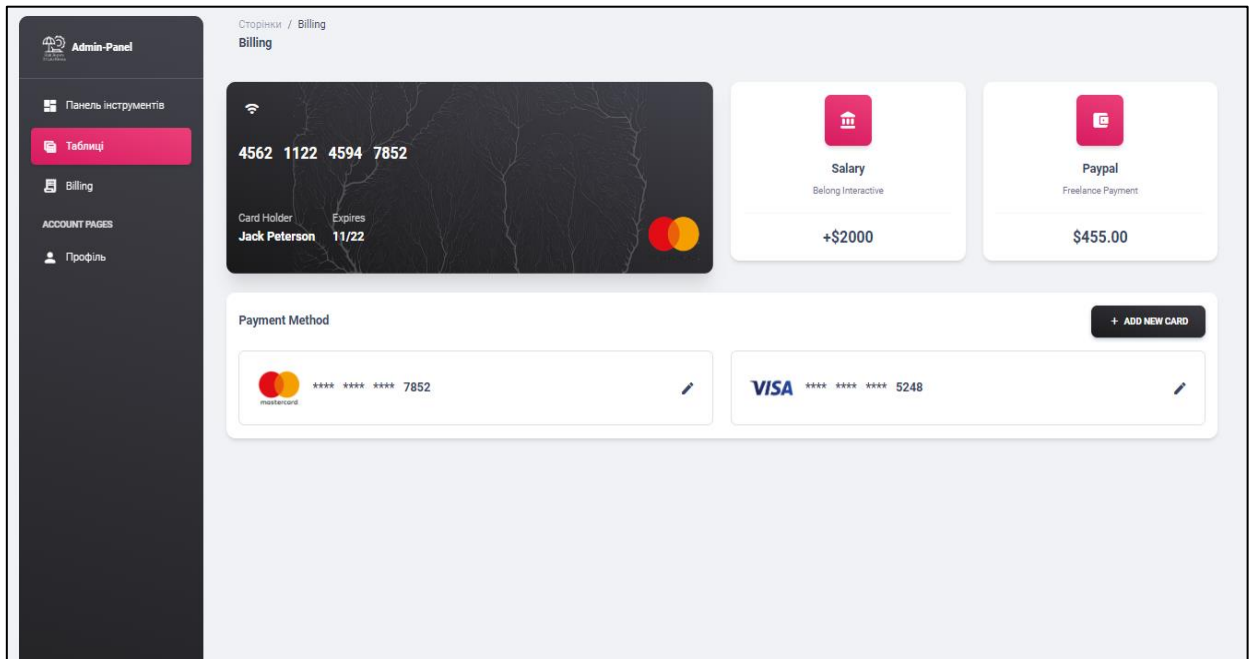 Admin-Panel
Панель інструментів
Таблиці
Billing
ACCOUNT PAGES
Профіль
Сторінки / Billing
Billing
4562 1122 4594 7852
Card Holder Expires
Jack Peterson 11/22
Salary
Belong Interactive
+$2000
Paypal
Freelance Payment
$455.00
Payment Method
+ ADD NEW CARD
mastercard
**** **** **** 7852
VISA **** **** **** 5248